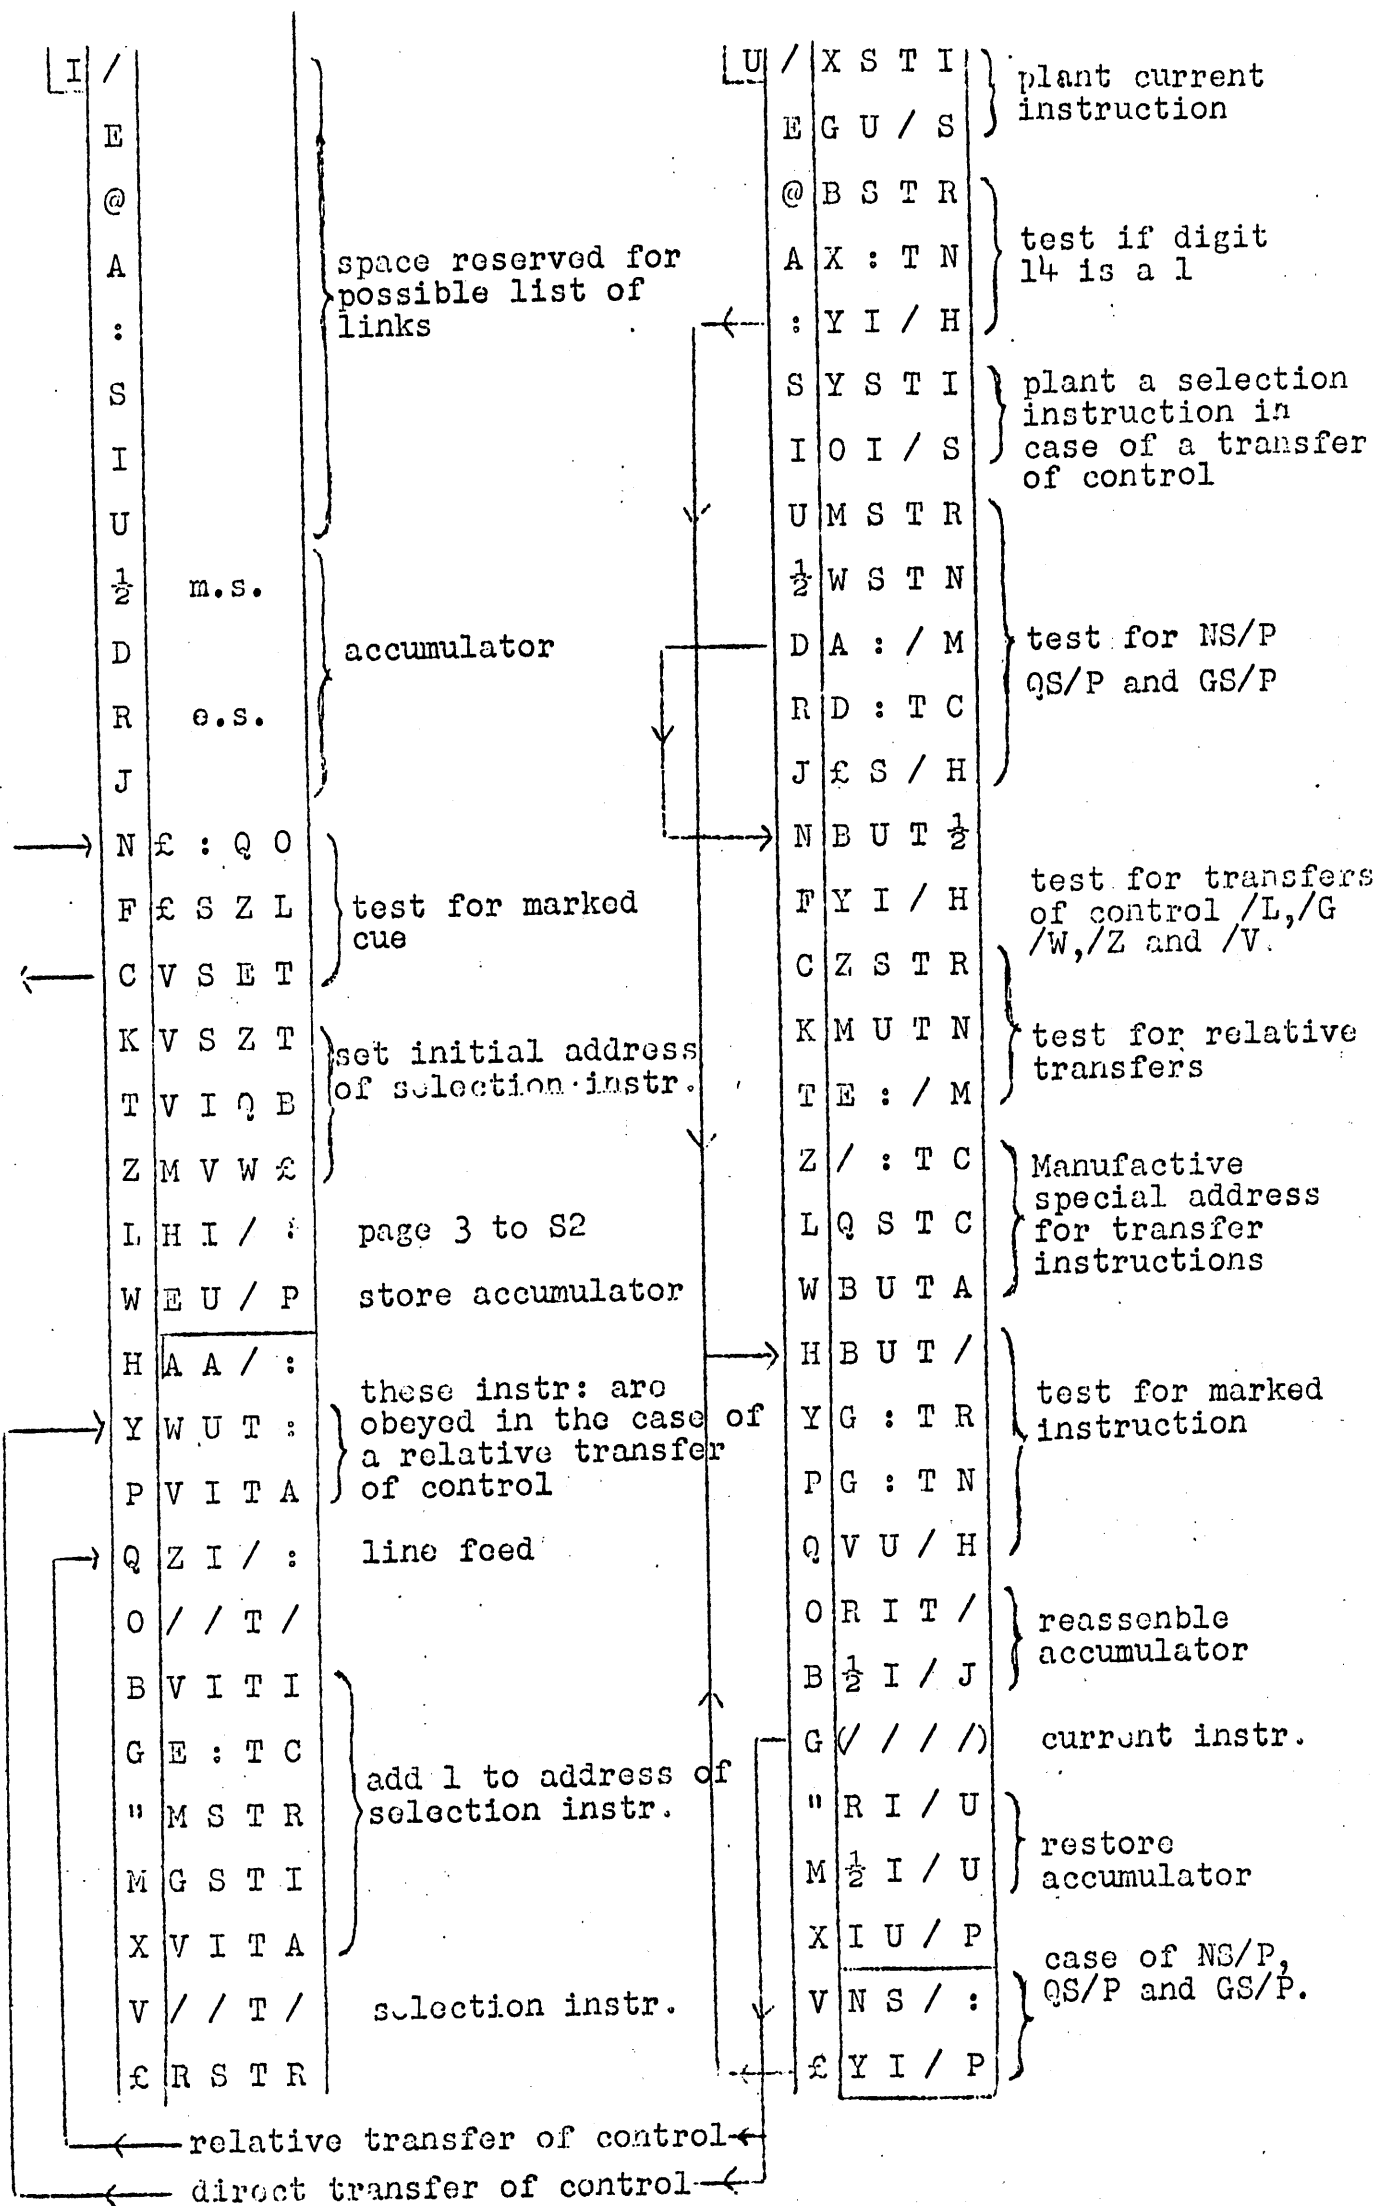 I /
E
@
A
:
S
I
U
space reserved for
possible list of
links
½ m.s.
D
R e.s.
J
accumulator
N £ : Q O
F £ S Z L
C V S E T
test for marked
cue
K V S Z T
T V I Q B
Z M V W £
set initial address
of selection instr.
L H I / :
page 3 to S2
W E U / P
store accumulator
H A A / :
Y W U T :
P V I T A
these instr: are
obeyed in the case of
a relative transfer
of control
Q Z I / :
line feed
O / / T /
B V I T I
G E : T C
" M S T R
M G S T I
X V I T A
add 1 to address of
selection instr.
V / / T /
selection instr.
£ R S T R
U / X S T I
E G U / S
plant current
instruction
@ B S T R
A X : T N
: Y I / H
test if digit
14 is a 1
S Y S T I
I O I / S
plant a selection
instruction in
case of a transfer
of control
U M S T R
½ W S T N
D A : / M
R D : T C
J £ S / H
test for NS/P
QS/P and GS/P
N B U T ½
F Y I / H
test for transfers
of control /L,/G
/W,/Z and /V.
C Z S T R
K M U T N
T E : / M
test for relative
transfers
Z / : T C
L Q S T C
W B U T A
Manufactive
special address
for transfer
instructions
H B U T /
Y G : T R
P G : T N
Q V U / H
test for marked
instruction
O R I T /
B ½ I / J
reassenble
accumulator
G (/ / / /)
current instr.
" R I / U
M ½ I / U
restore
accumulator
X I U / P
V N S / :
£ Y I / P
case of NS/P,
QS/P and GS/P.
relative transfer of control
direct transfer of control